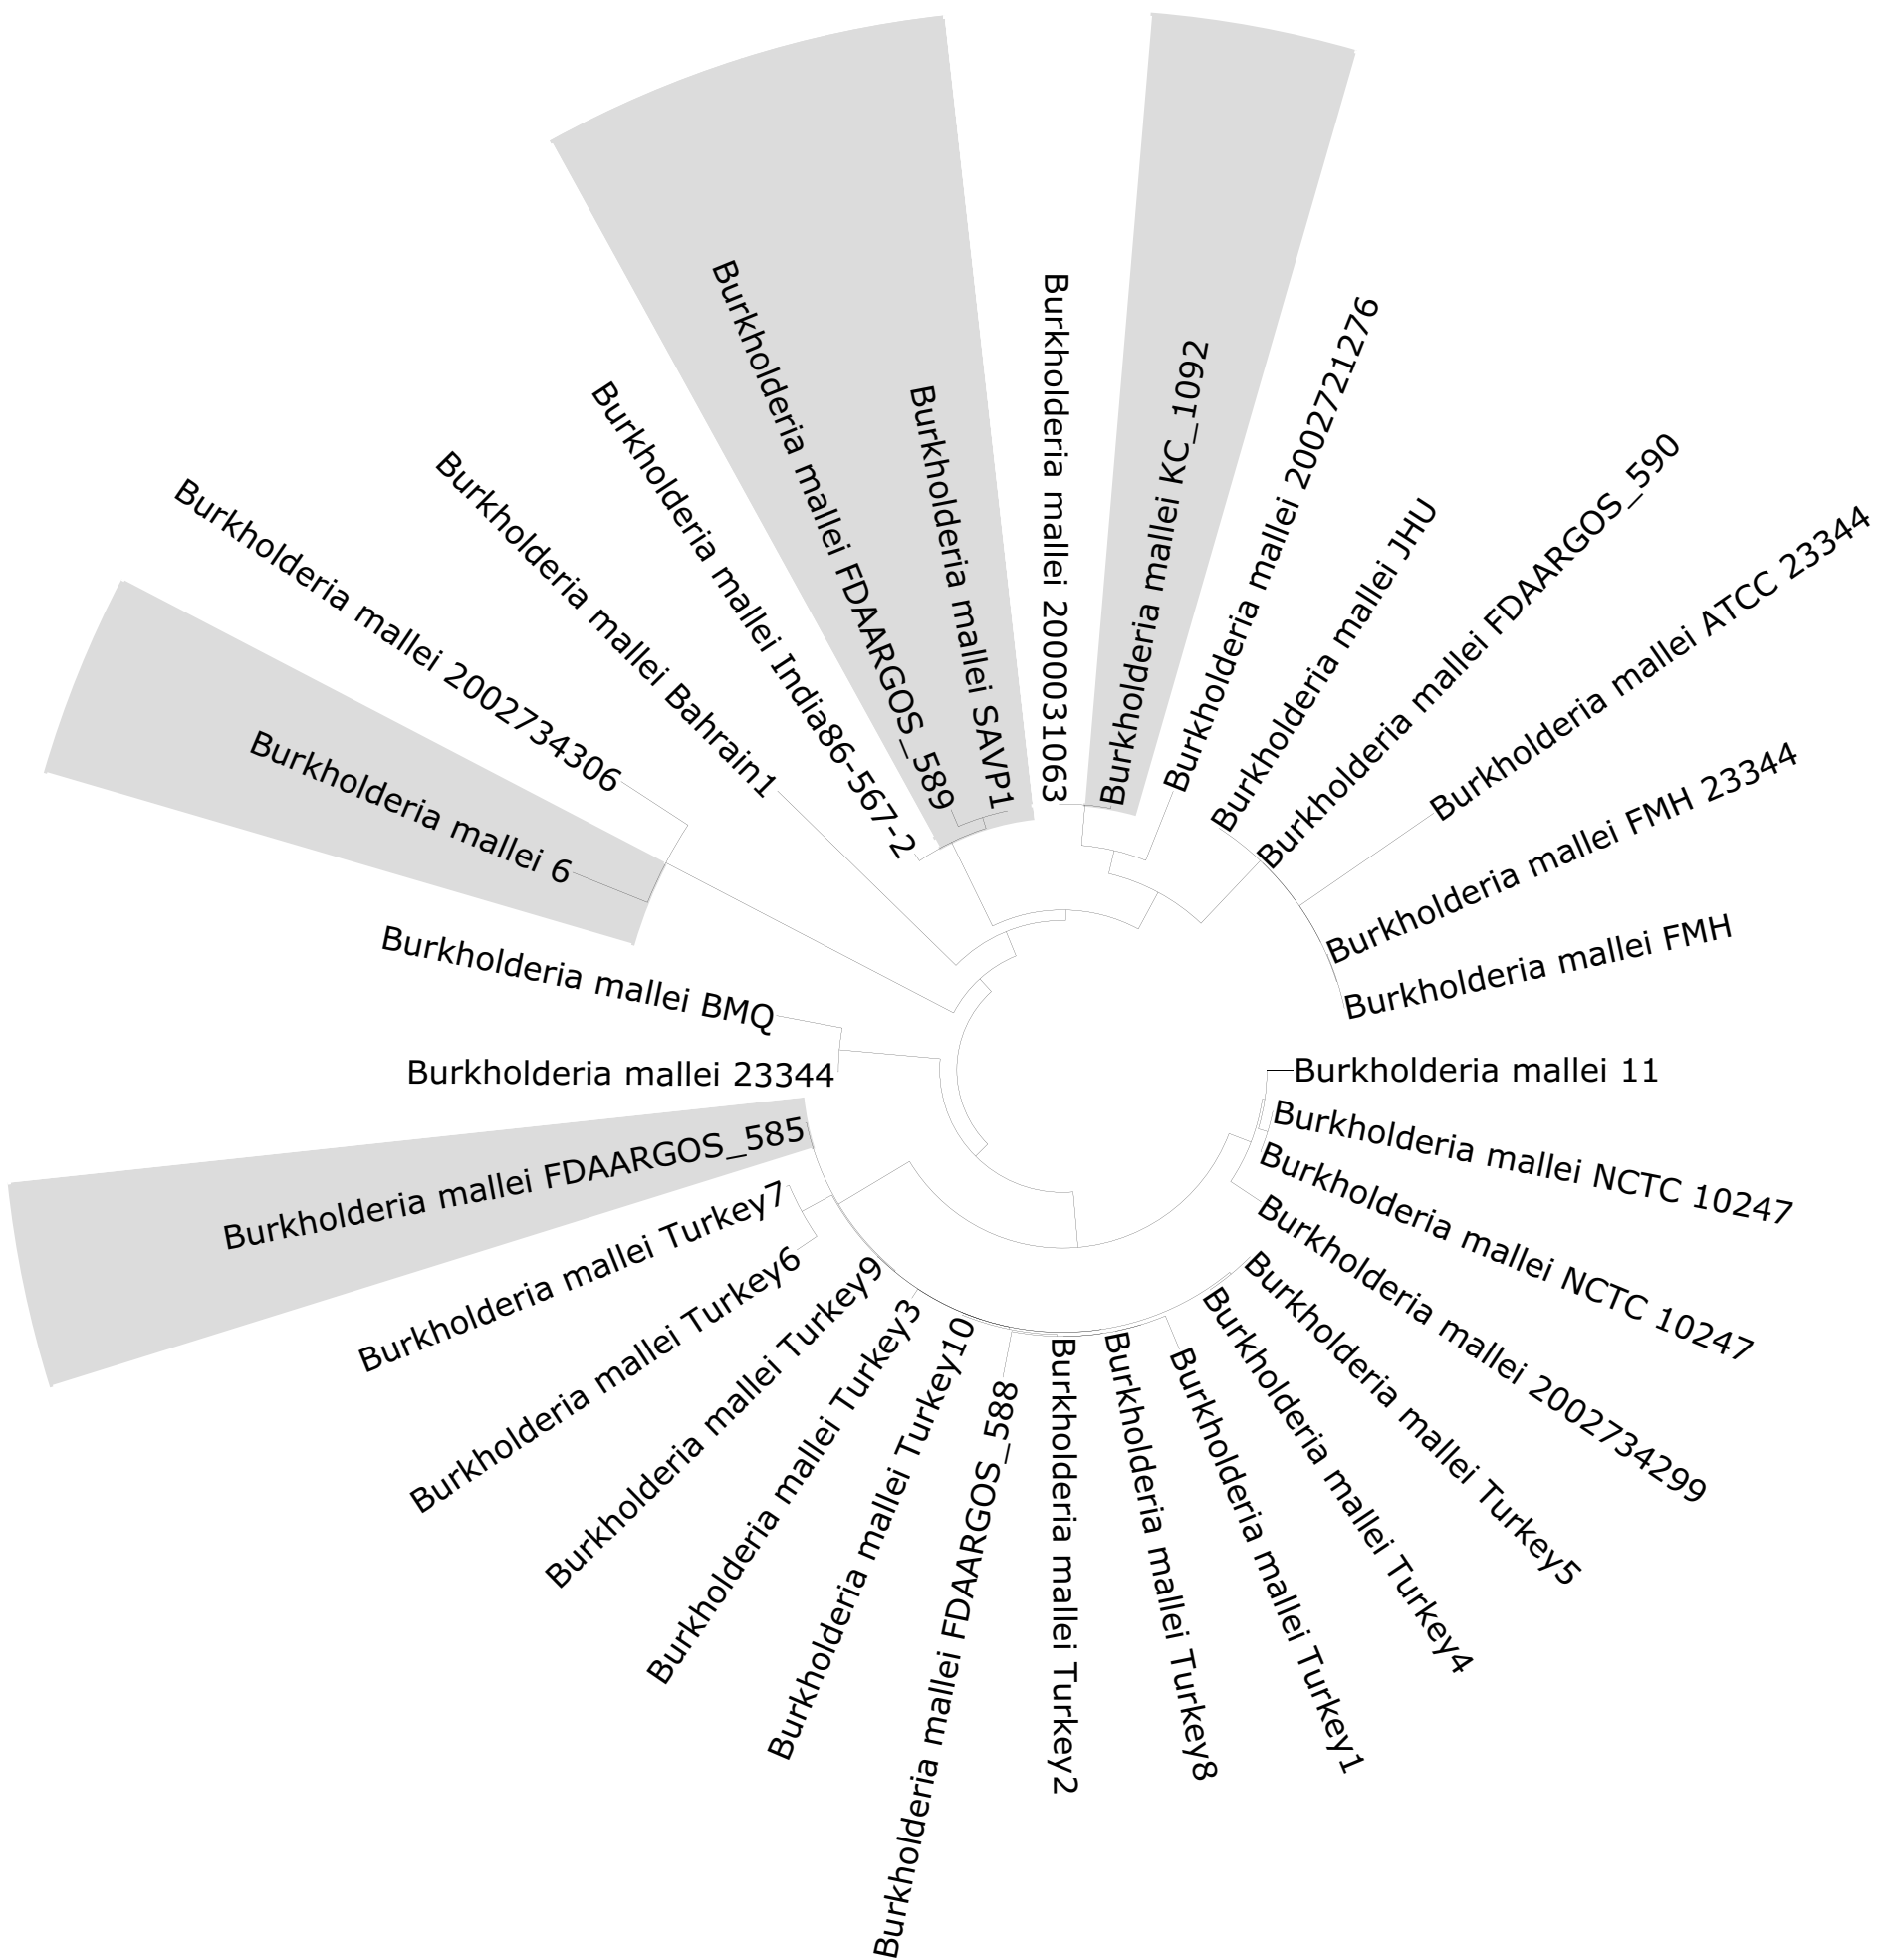 Burkholderia mallei 2000031063
Burkholderia mallei KC_1092
Burkholderia mallei 2002721276
Burkholderia mallei JHU
Burkholderia mallei FDAARGOS_590
Burkholderia mallei ATCC 23344
Burkholderia mallei FMH 23344
Burkholderia mallei FMH
Burkholderia mallei 11
Burkholderia mallei NCTC 10247
Burkholderia mallei NCTC 10247
Burkholderia mallei 2002734299
Burkholderia mallei Turkey5
Burkholderia mallei Turkey4
Burkholderia mallei Turkey1
Burkholderia mallei Turkey8
Burkholderia mallei Turkey2
Burkholderia mallei FDAARGOS_588
Burkholderia mallei Turkey10
Burkholderia mallei Turkey3
Burkholderia mallei Turkey9
Burkholderia mallei Turkey6
Burkholderia mallei Turkey7
Burkholderia mallei FDAARGOS_585
Burkholderia mallei 23344
Burkholderia mallei BMQ
Burkholderia mallei 6
Burkholderia mallei 2002734306
Burkholderia mallei Bahrain1
Burkholderia mallei India86-567-2
Burkholderia mallei FDAARGOS_589
Burkholderia mallei SAVP1